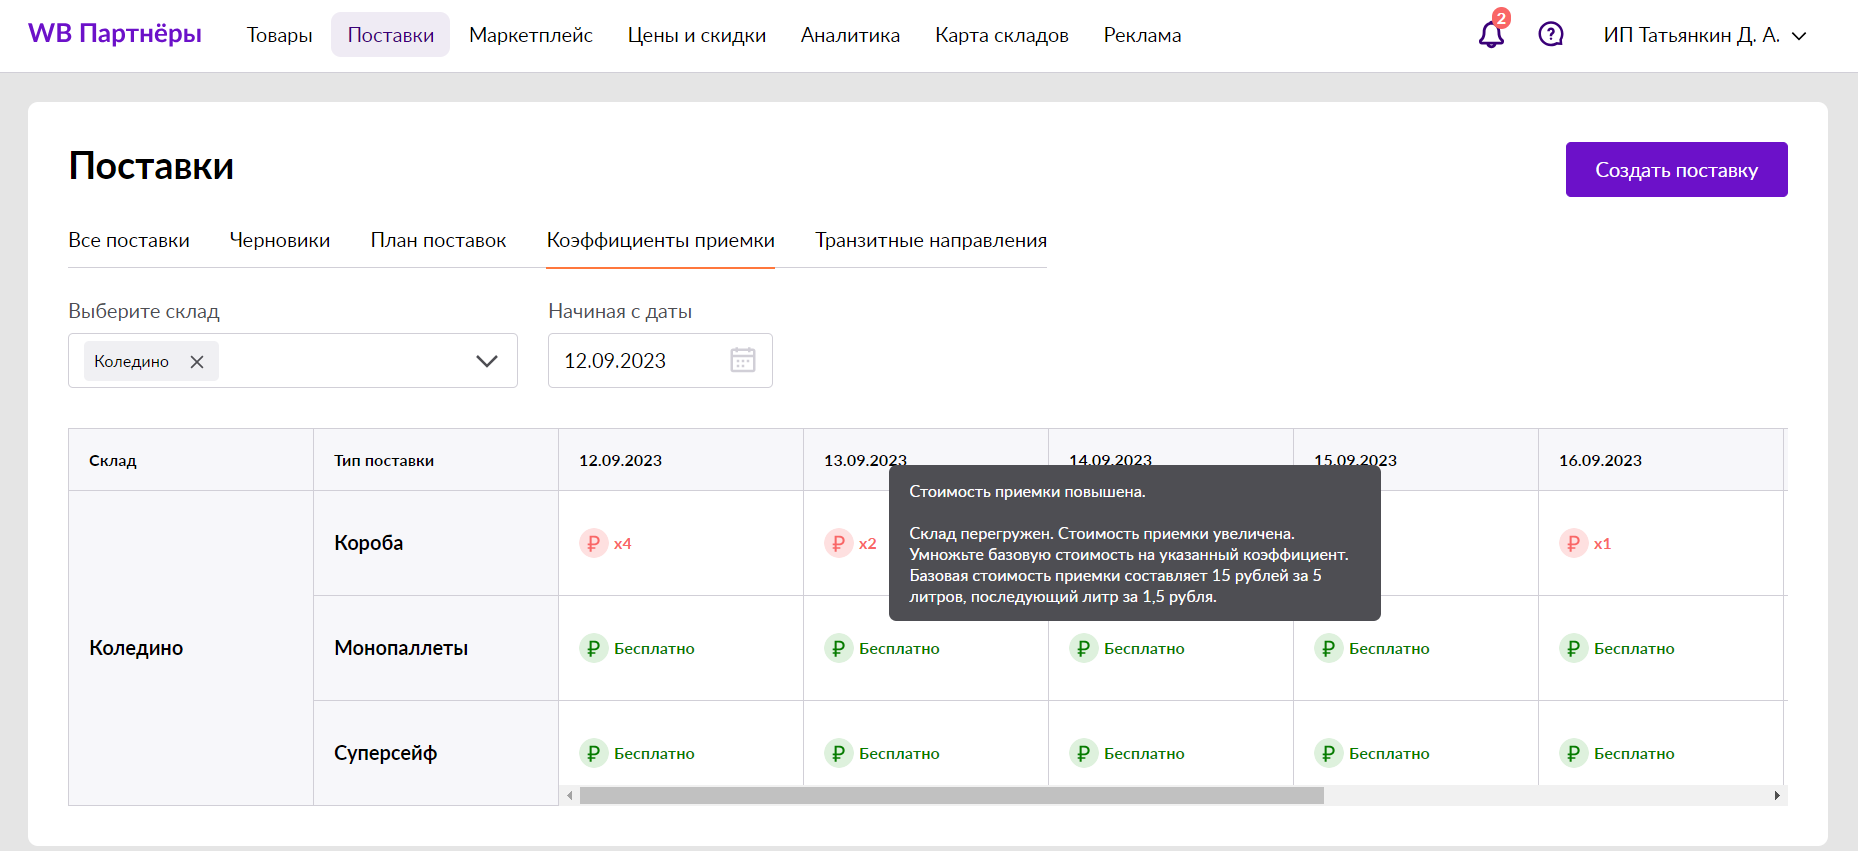 WB Партнёры
Товары
Поставки
Маркетплейс
Цены и скидки
Аналитика
Карта складов
Реклама
2
?
ИП Татьянкин Д. А.
Поставки
Создать поставку
Все поставки
Черновики
План поставок
Коэффициенты приемки
Транзитные направления
Выберите склад
Начиная с даты
Коледино
12.09.2023
Склад
Тип поставки
12.09.2023
13.09.2023
14.09.2023
15.09.2023
16.09.2023
Стоимость приемки повышена.
Склад перегружен. Стоимость приемки увеличена.
Умножьте базовую стоимость на указанный коэффициент.
Базовая стоимость приемки составляет 15 рублей за 5
литров, последующий литр за 1,5 рубля.
Короба
₽ x4
₽ x2
₽ x1
Коледино
Монопаллеты
₽ Бесплатно
₽ Бесплатно
₽ Бесплатно
₽ Бесплатно
₽ Бесплатно
Суперсейф
₽ Бесплатно
₽ Бесплатно
₽ Бесплатно
₽ Бесплатно
₽ Бесплатно